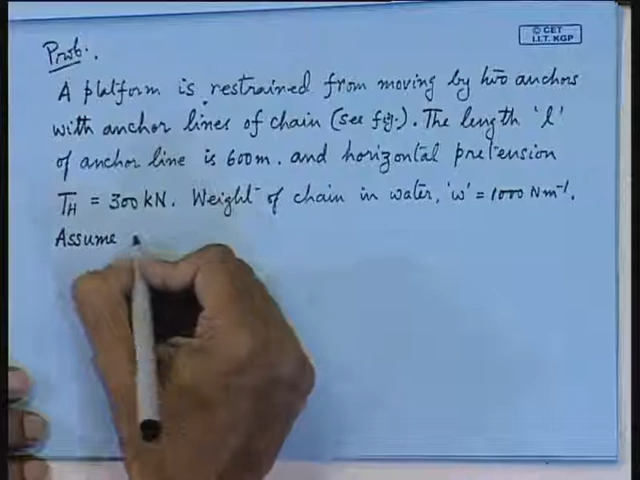 © CET
I.I.T. KGP
Prob.
A platform is restrained from moving by two anchors
with anchor lines of chain (see fig.). The length 'l'
of anchor line is 600m. and horizontal pretension
TH = 300 kN. Weight of chain in water, 'w' = 1000 Nm⁻¹.
Assume